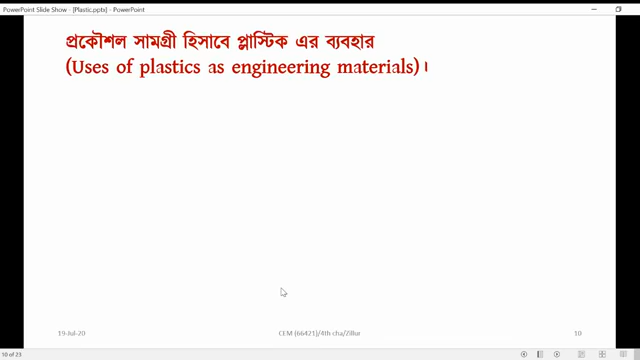 PowerPoint Slide Show - [Plastic.pptx] - PowerPoint
প্রকৌশল সামগ্রী হিসাবে প্লাস্টিক এর ব্যবহার
(Uses of plastics as engineering materials)।
19-Jul-20 CEM (66421)/4th cha/Zillur 10
10 of 23